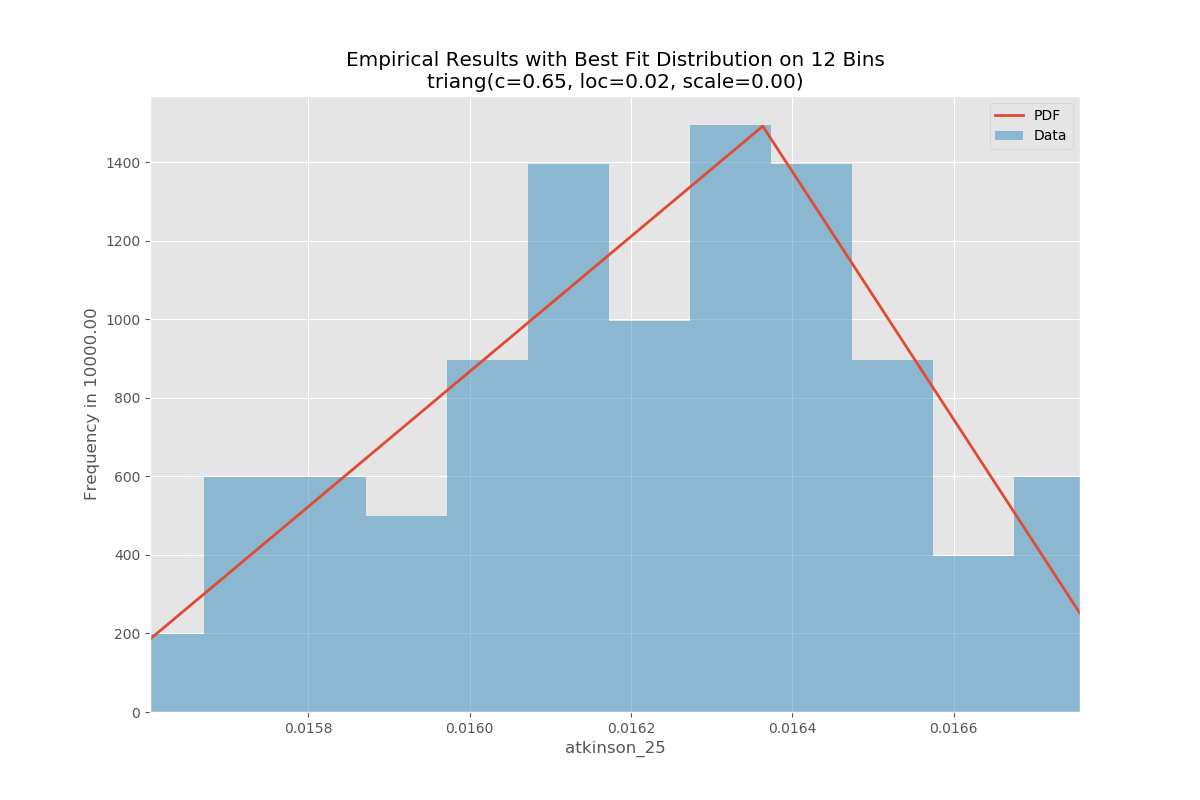 Empirical Results with Best Fit Distribution on 12 Bins
triang(c=0.65, loc=0.02, scale=0.00)
PDF
Data
1400
1200
1000
800
600
400
200
0
Frequency in 10000.00
0.0158
0.0160
0.0162
0.0164
0.0166
atkinson_25